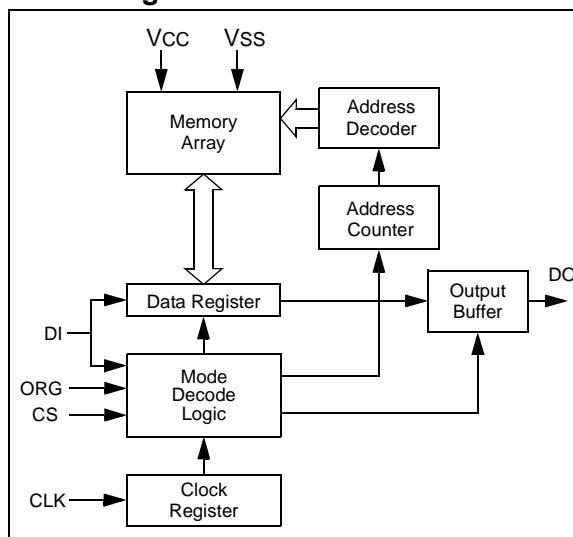 VCC
VSS
Memory
Array
Address
Decoder
Address
Counter
Data Register
Output
Buffer
DO
DI
Mode
Decode
Logic
ORG
CS
CLK
Clock
Register